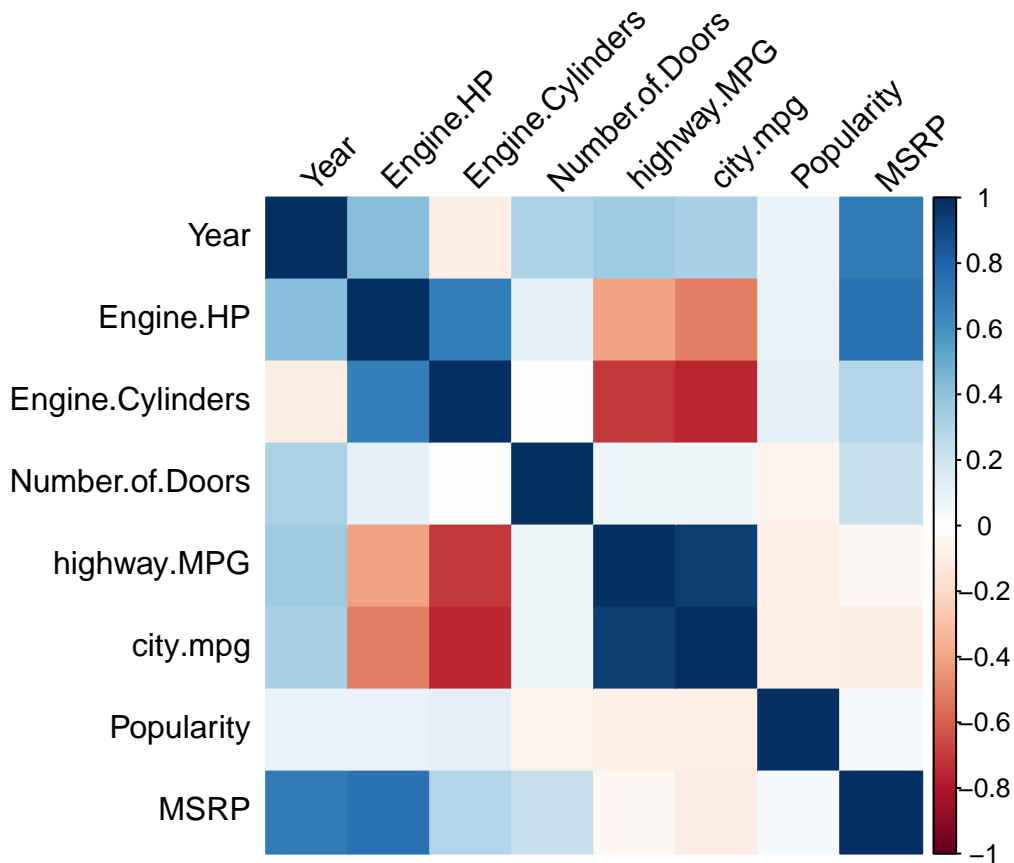 Year
Engine.HP
Engine.Cylinders
Number.of.Doors
highway.MPG
city.mpg
Popularity
MSRP
Year
Engine.HP
Engine.Cylinders
Number.of.Doors
highway.MPG
city.mpg
Popularity
MSRP
1
0.8
0.6
0.4
0.2
0
−0.2
−0.4
−0.6
−0.8
−1